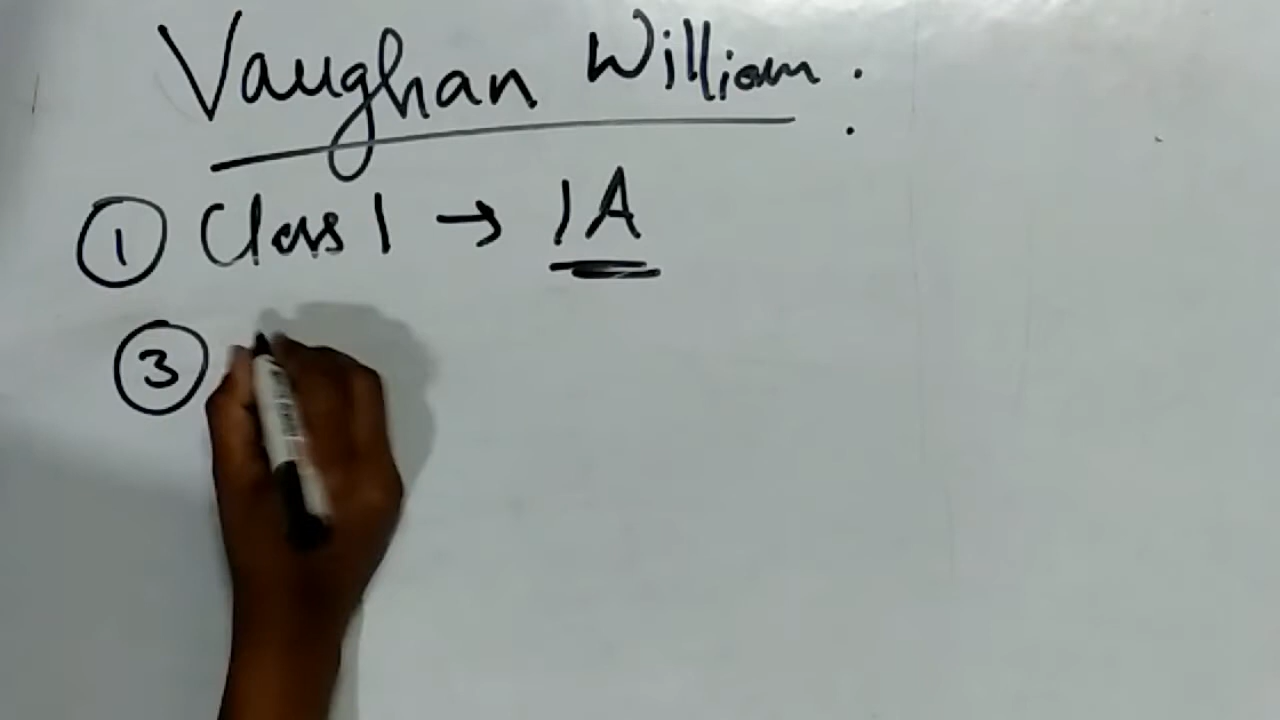 Vaughan William.
① Class 1 → 1A
③